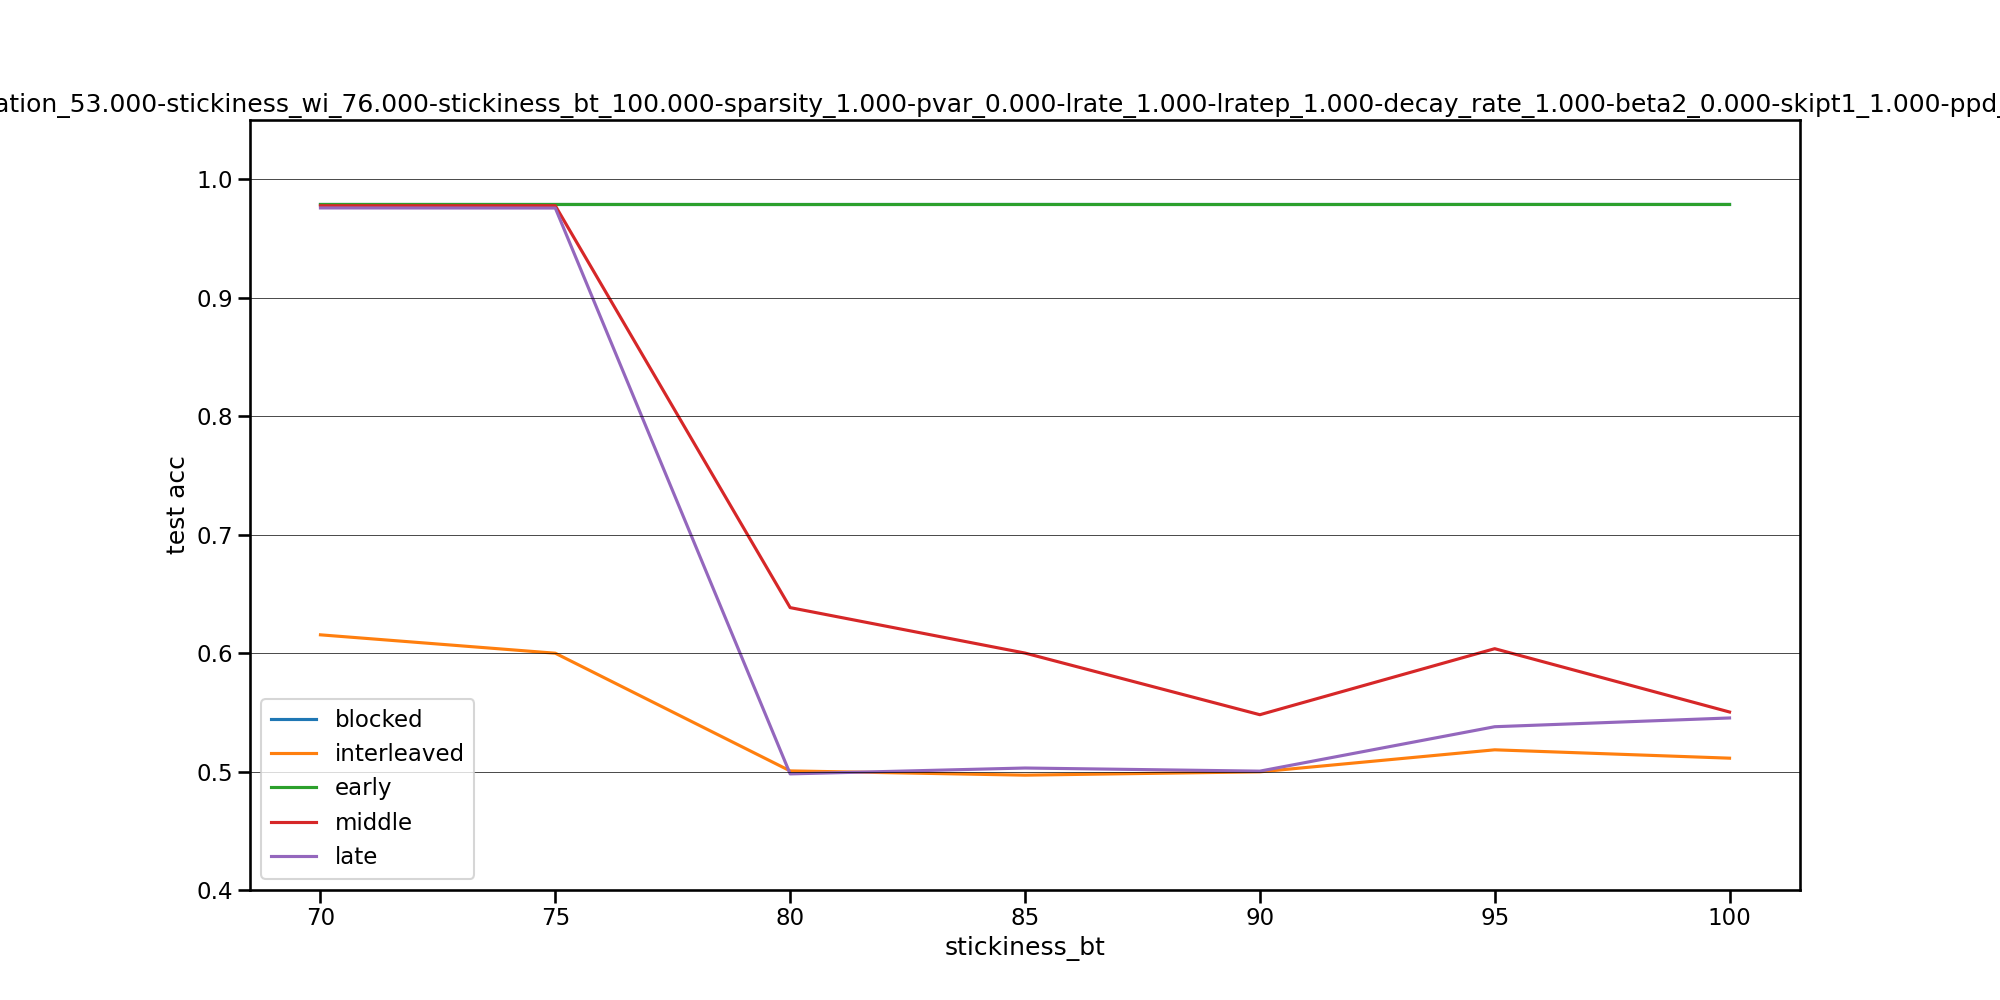 ation_53.000-stickiness_wi_76.000-stickiness_bt_100.000-sparsity_1.000-pvar_0.000-lrate_1.000-lratep_1.000-decay_rate_1.000-beta2_0.000-skipt1_1.000-ppd_
1.0
0.9
0.8
0.7
0.6
0.5
0.4
test acc
blocked
interleaved
early
middle
late
70 75 80 85 90 95 100
stickiness_bt